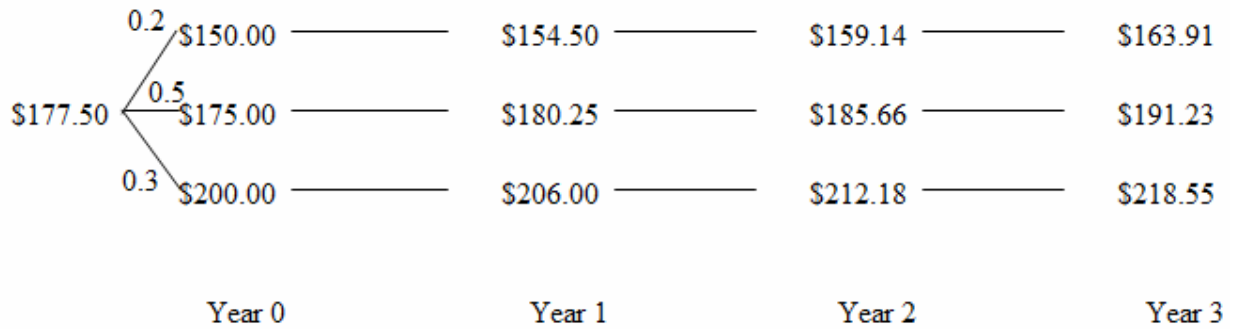 0.2
$150.00 $154.50 $159.14 $163.91
0.5
$177.50 $175.00 $180.25 $185.66 $191.23
0.3
$200.00 $206.00 $212.18 $218.55
Year 0 Year 1 Year 2 Year 3